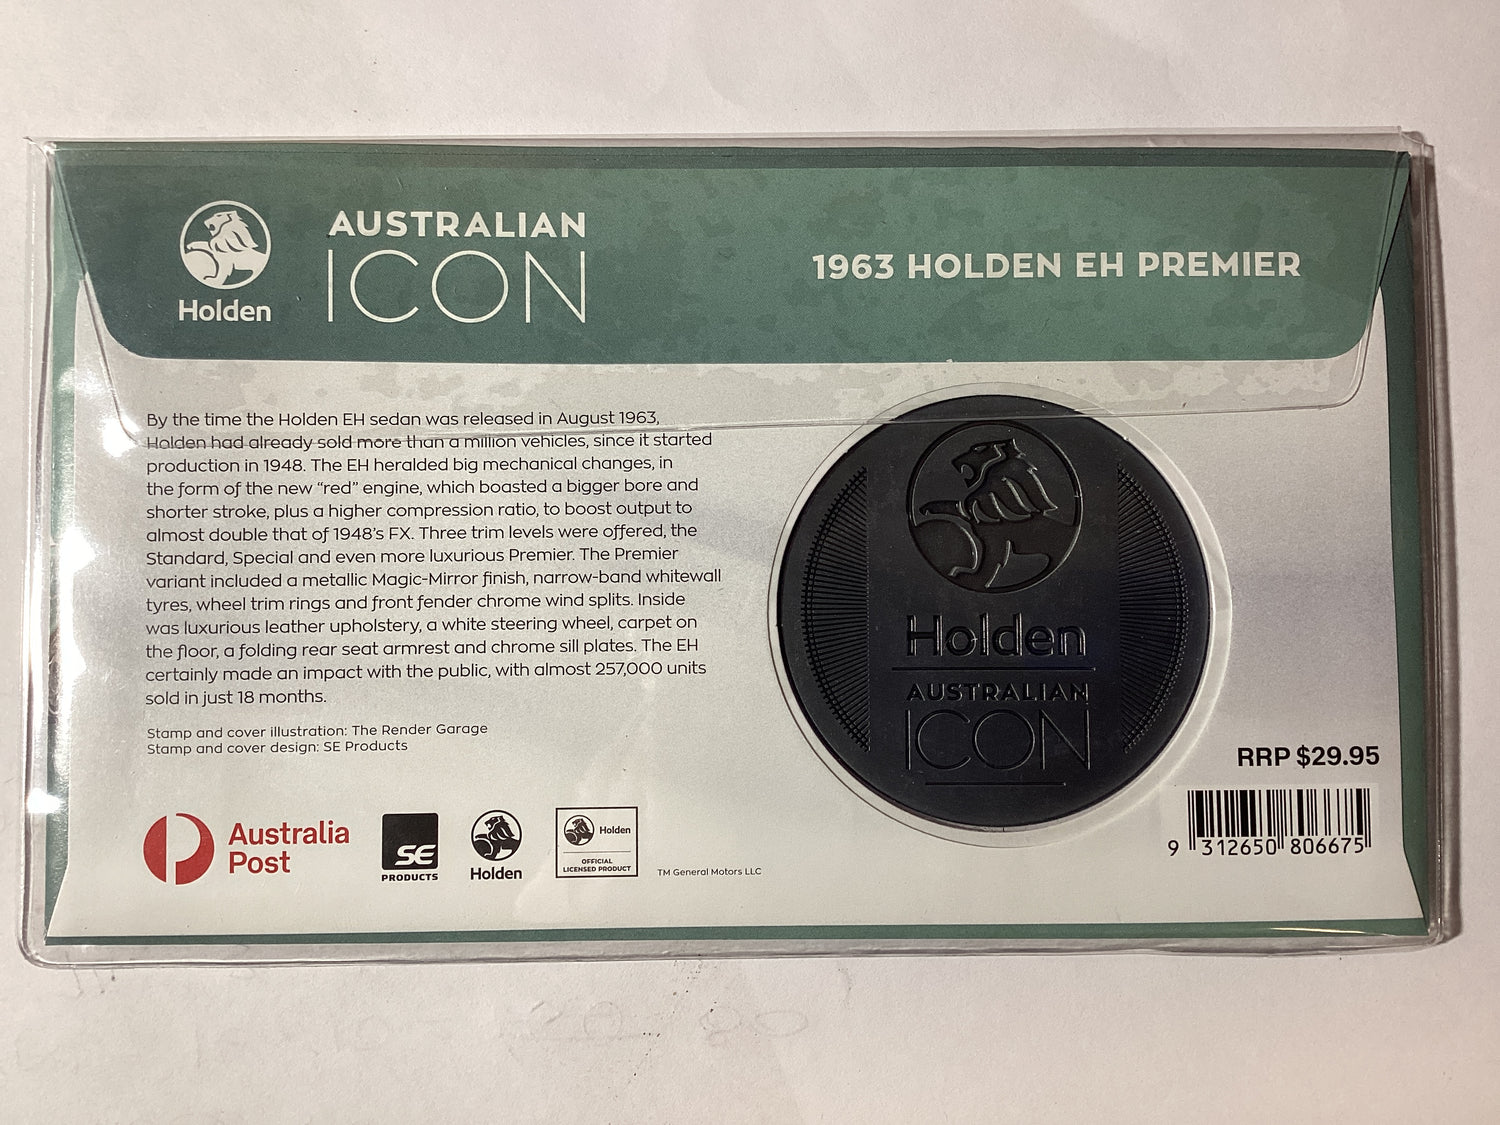 Holden
AUSTRALIAN
ICON
1963 HOLDEN EH PREMIER
By the time the Holden EH sedan was released in August 1963,
Holden had already sold more than a million vehicles, since it started
production in 1948. The EH heralded big mechanical changes, in
the form of the new “red” engine, which boasted a bigger bore and
shorter stroke, plus a higher compression ratio, to boost output to
almost double that of 1948’s FX. Three trim levels were offered, the
Standard, Special and even more luxurious Premier. The Premier
variant included a metallic Magic-Mirror finish, narrow-band whitewall
tyres, wheel trim rings and front fender chrome wind splits. Inside
was luxurious leather upholstery, a white steering wheel, carpet on
the floor, a folding rear seat armrest and chrome sill plates. The EH
certainly made an impact with the public, with almost 257,000 units
sold in just 18 months.
Stamp and cover illustration: The Render Garage
Stamp and cover design: SE Products
Holden
AUSTRALIAN
ICON
RRP $29.95
9 312650 806675
Australia
Post
SE
PRODUCTS
Holden
Holden
OFFICIAL
LICENSED PRODUCT
TM General Motors LLC